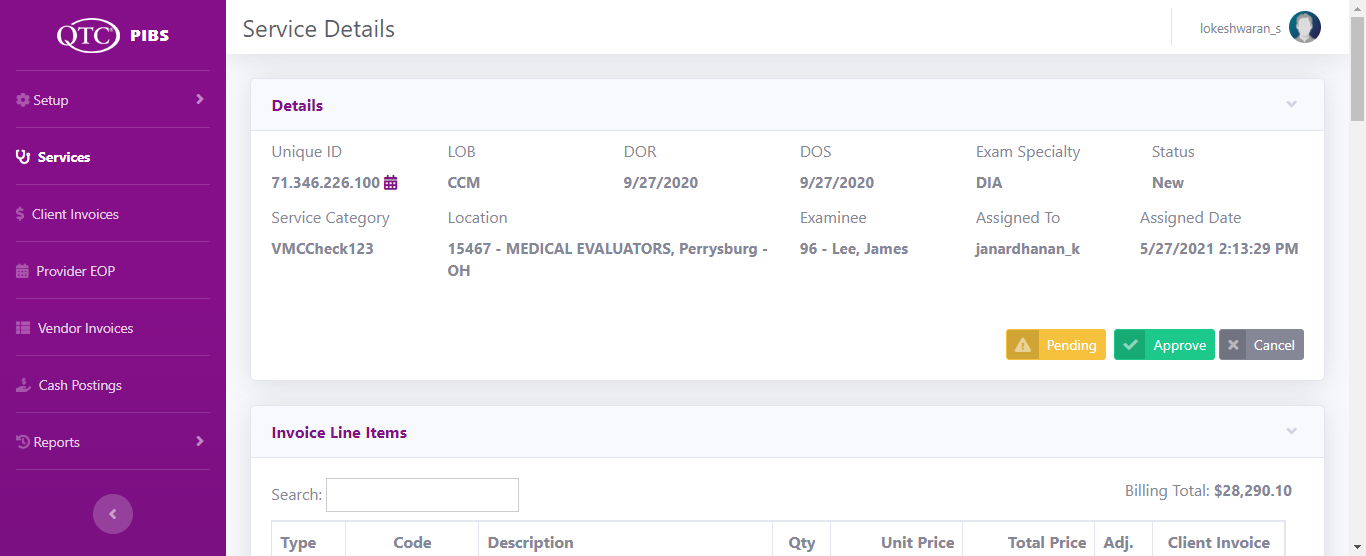 QTC PIBS
Service Details
lokeshwaran_s
Setup
Services
Client Invoices
Provider EOP
Vendor Invoices
Cash Postings
Reports
Details
Unique ID LOB DOR DOS Exam Specialty Status
71.346.226.100 CCM 9/27/2020 9/27/2020 DIA New
Service Category Location Examinee Assigned To Assigned Date
VMCCheck123 15467 - MEDICAL EVALUATORS, Perrysburg - 96 - Lee, James janardhanan_k 5/27/2021 2:13:29 PM
OH
Pending Approve Cancel
Invoice Line Items
Search: Billing Total: $28,290.10
Type Code Description Qty Unit Price Total Price Adj. Client Invoice